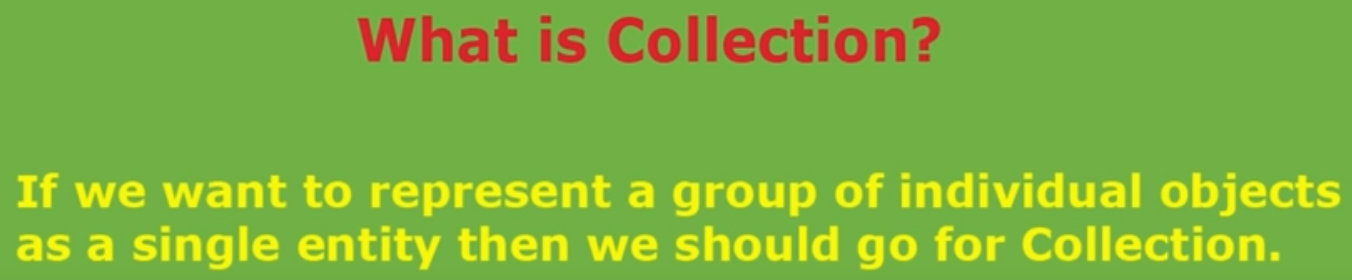 What is Collection?
If we want to represent a group of individual objects
as a single entity then we should go for Collection.